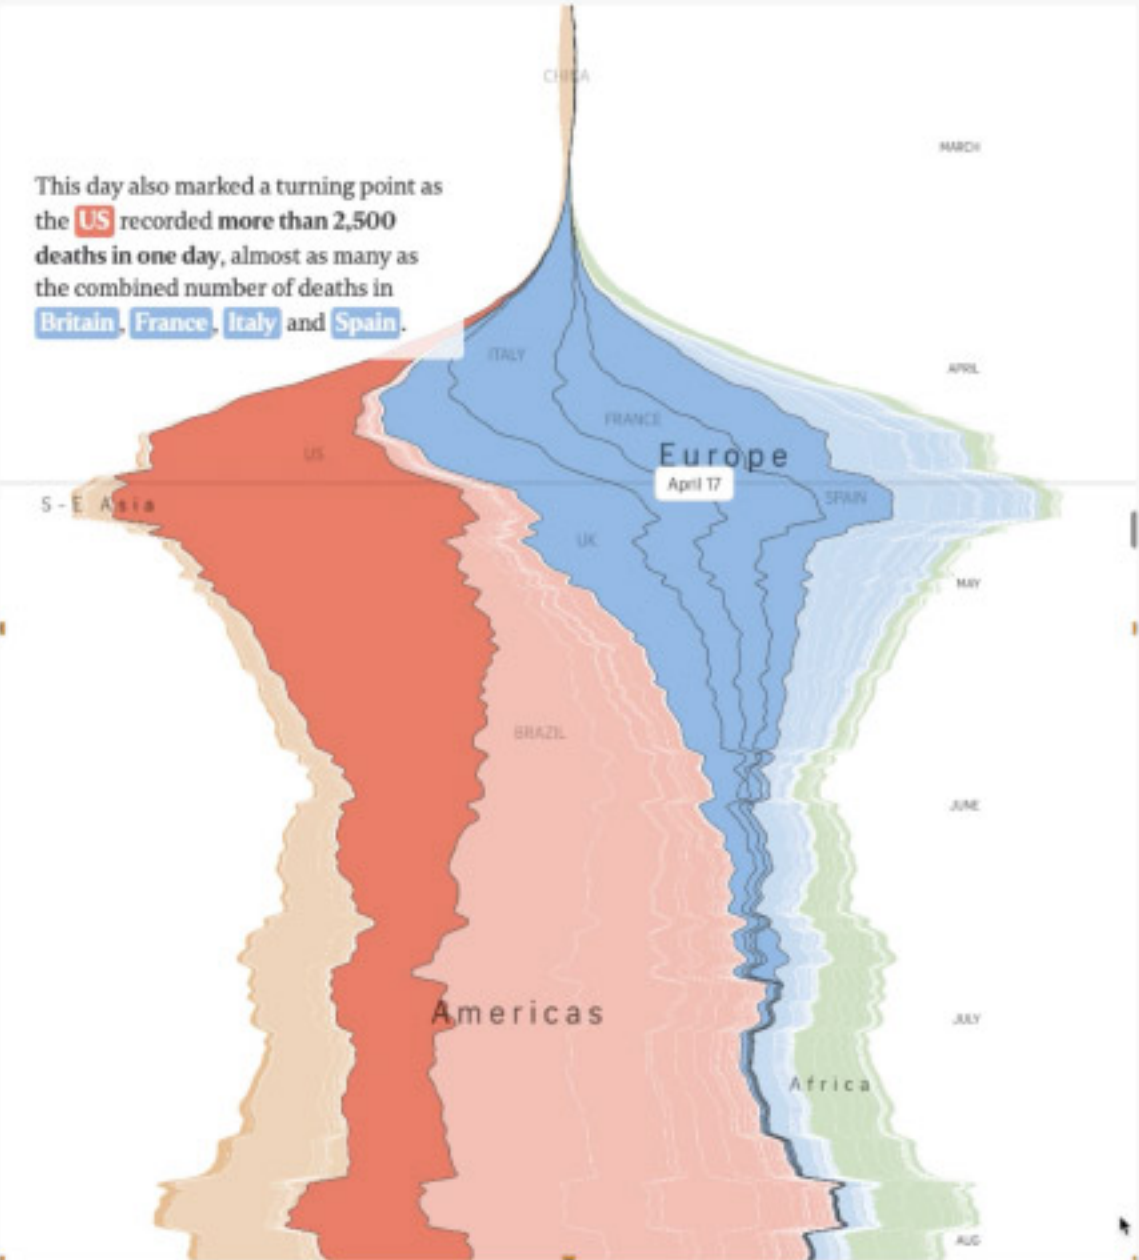 CHINA
MARCH
This day also marked a turning point as
the US recorded more than 2,500
deaths in one day, almost as many as
the combined number of deaths in
Britain, France, Italy and Spain.
ITALY
APRIL
FRANCE
US
Europe
April 17
S-E Asia
SPAIN
UK
MAY
BRAZIL
JUNE
Americas
JULY
Africa
AUG